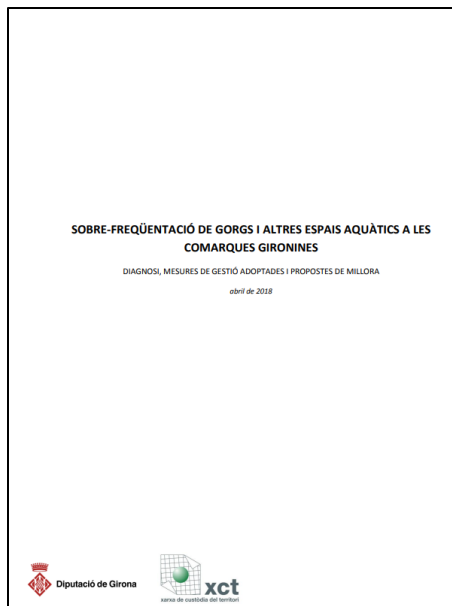 SOBRE-FREQÜENTACIÓ DE GORGS I ALTRES ESPAIS AQUÀTICS A LES
COMARQUES GIRONINES
DIAGNOSI, MESURES DE GESTIÓ ADOPTADES I PROPOSTES DE MILLORA
abril de 2018
Diputació de Girona
xct
xarxa de custòdia del territori